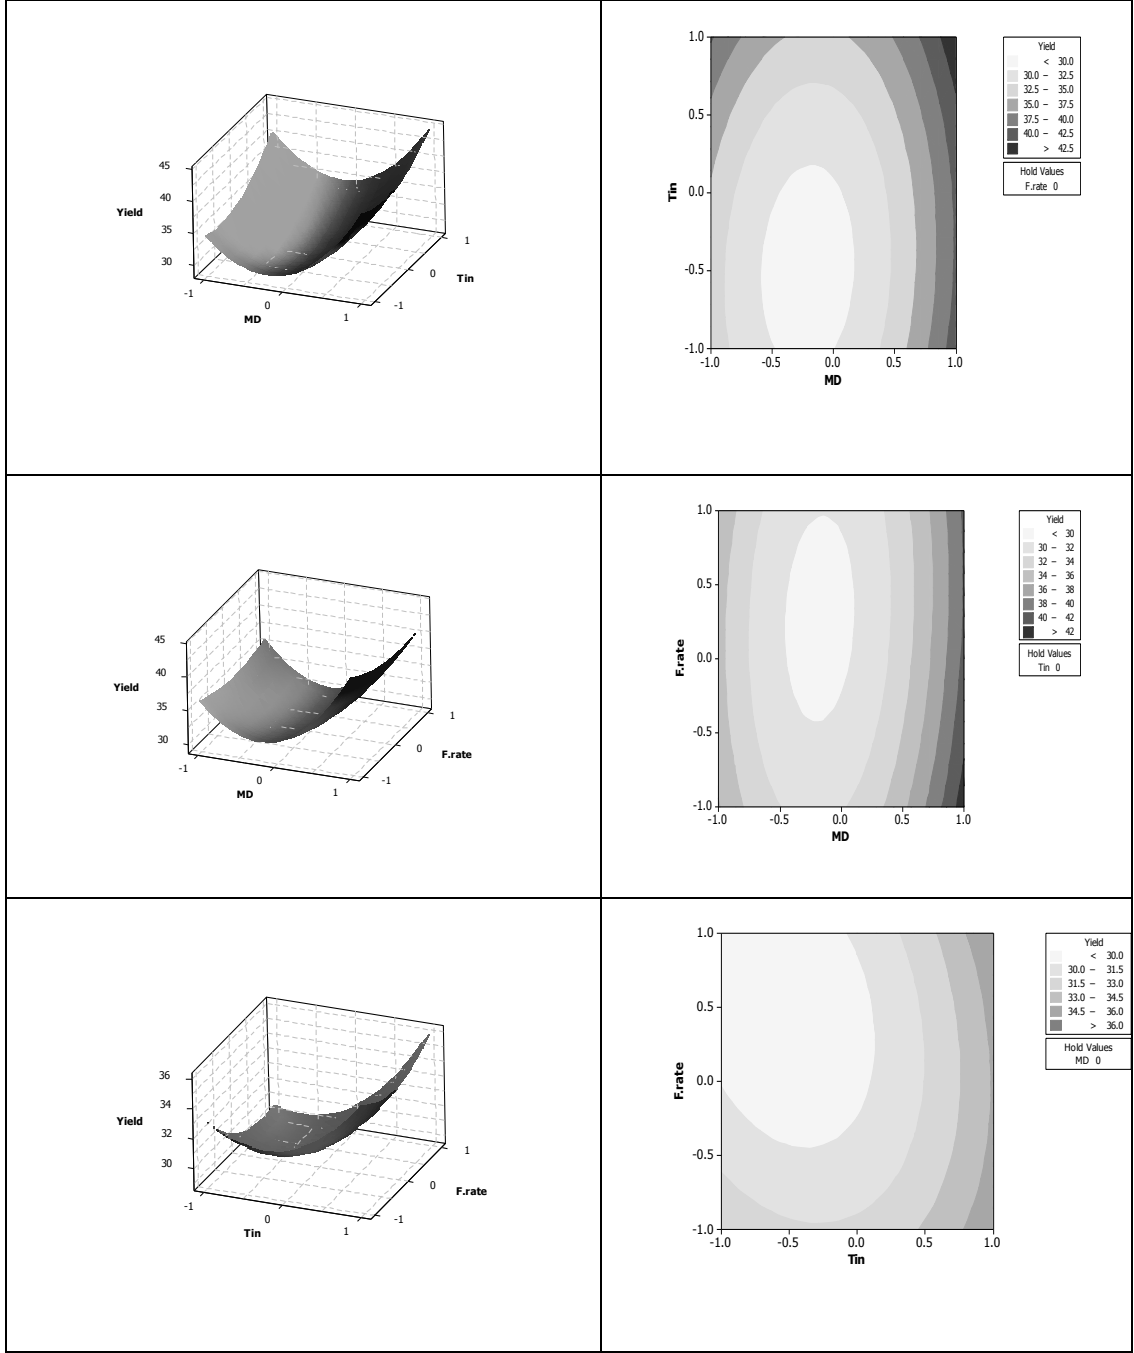 45
40
35
30
Yield
-1
0
1
MD
-1
0
1
Tin
1.0
0.5
0.0
-0.5
-1.0
Tin
-1.0 -0.5 0.0 0.5 1.0
MD
Yield
< 30.0
30.0 – 32.5
32.5 – 35.0
35.0 – 37.5
37.5 – 40.0
40.0 – 42.5
> 42.5
Hold Values
F.rate 0
45
40
35
30
Yield
-1
0
1
MD
-1
0
1
F.rate
1.0
0.5
0.0
-0.5
-1.0
F.rate
-1.0 -0.5 0.0 0.5 1.0
MD
Yield
< 30
30 – 32
32 – 34
34 – 36
36 – 38
38 – 40
40 – 42
> 42
Hold Values
Tin 0
36
34
32
30
Yield
-1
0
1
Tin
-1
0
1
F.rate
1.0
0.5
0.0
-0.5
-1.0
F.rate
-1.0 -0.5 0.0 0.5 1.0
Tin
Yield
< 30.0
30.0 – 31.5
31.5 – 33.0
33.0 – 34.5
34.5 – 36.0
> 36.0
Hold Values
MD 0